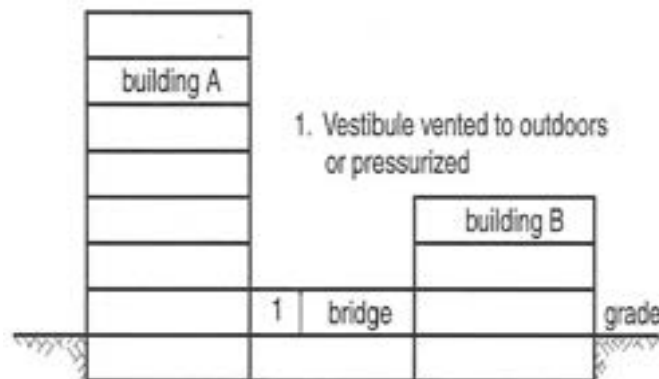 building A
1. Vestibule vented to outdoors
or pressurized
building B
1
bridge
grade